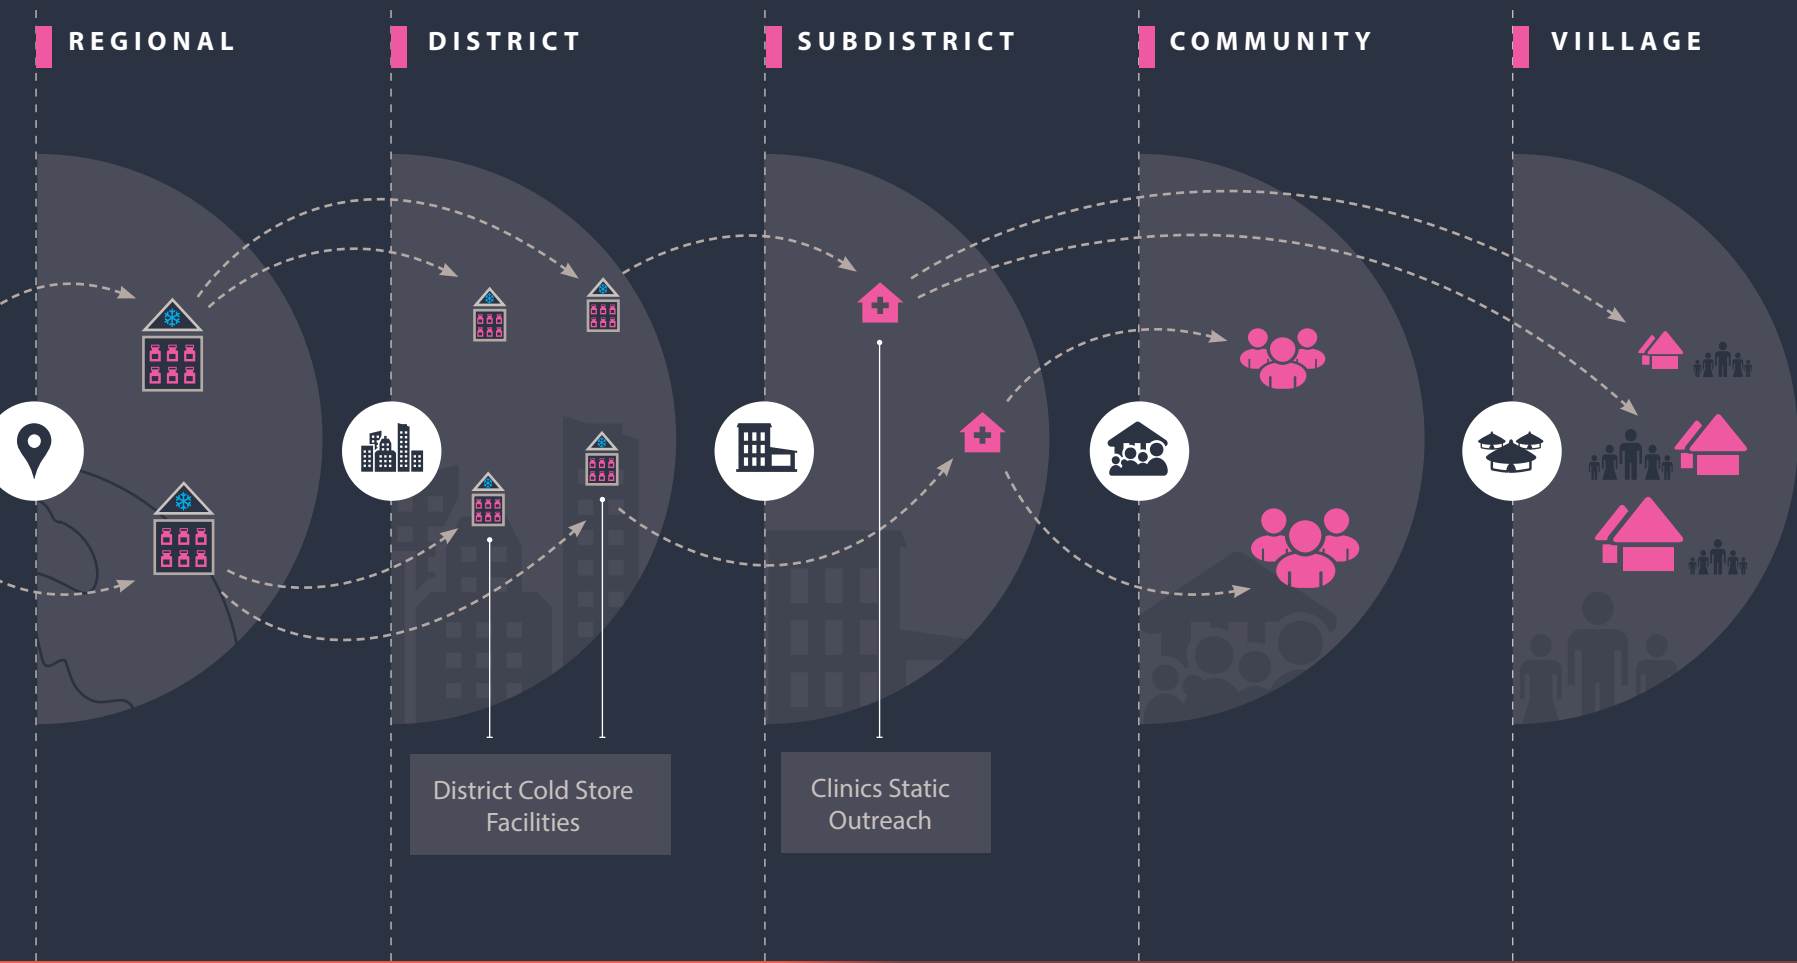 REGIONAL
DISTRICT
SUBDISTRICT
COMMUNITY
VIILLAGE
District Cold Store
Facilities
Clinics Static
Outreach